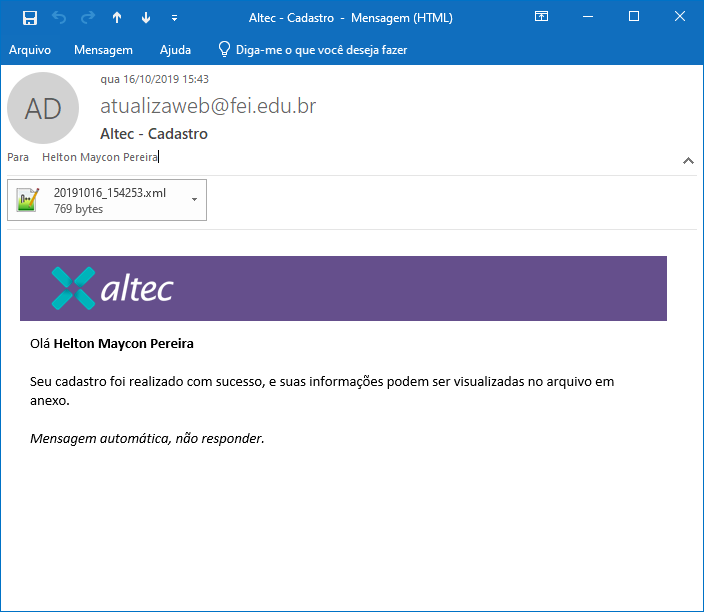 Altec - Cadastro - Mensagem (HTML)
Arquivo Mensagem Ajuda Diga-me o que você deseja fazer
AD
qua 16/10/2019 15:43
atualizaweb@fei.edu.br
Altec - Cadastro
Para Helton Maycon Pereira
20191016_154253.xml
769 bytes
altec
Olá Helton Maycon Pereira
Seu cadastro foi realizado com sucesso, e suas informações podem ser visualizadas no arquivo em
anexo.
Mensagem automática, não responder.